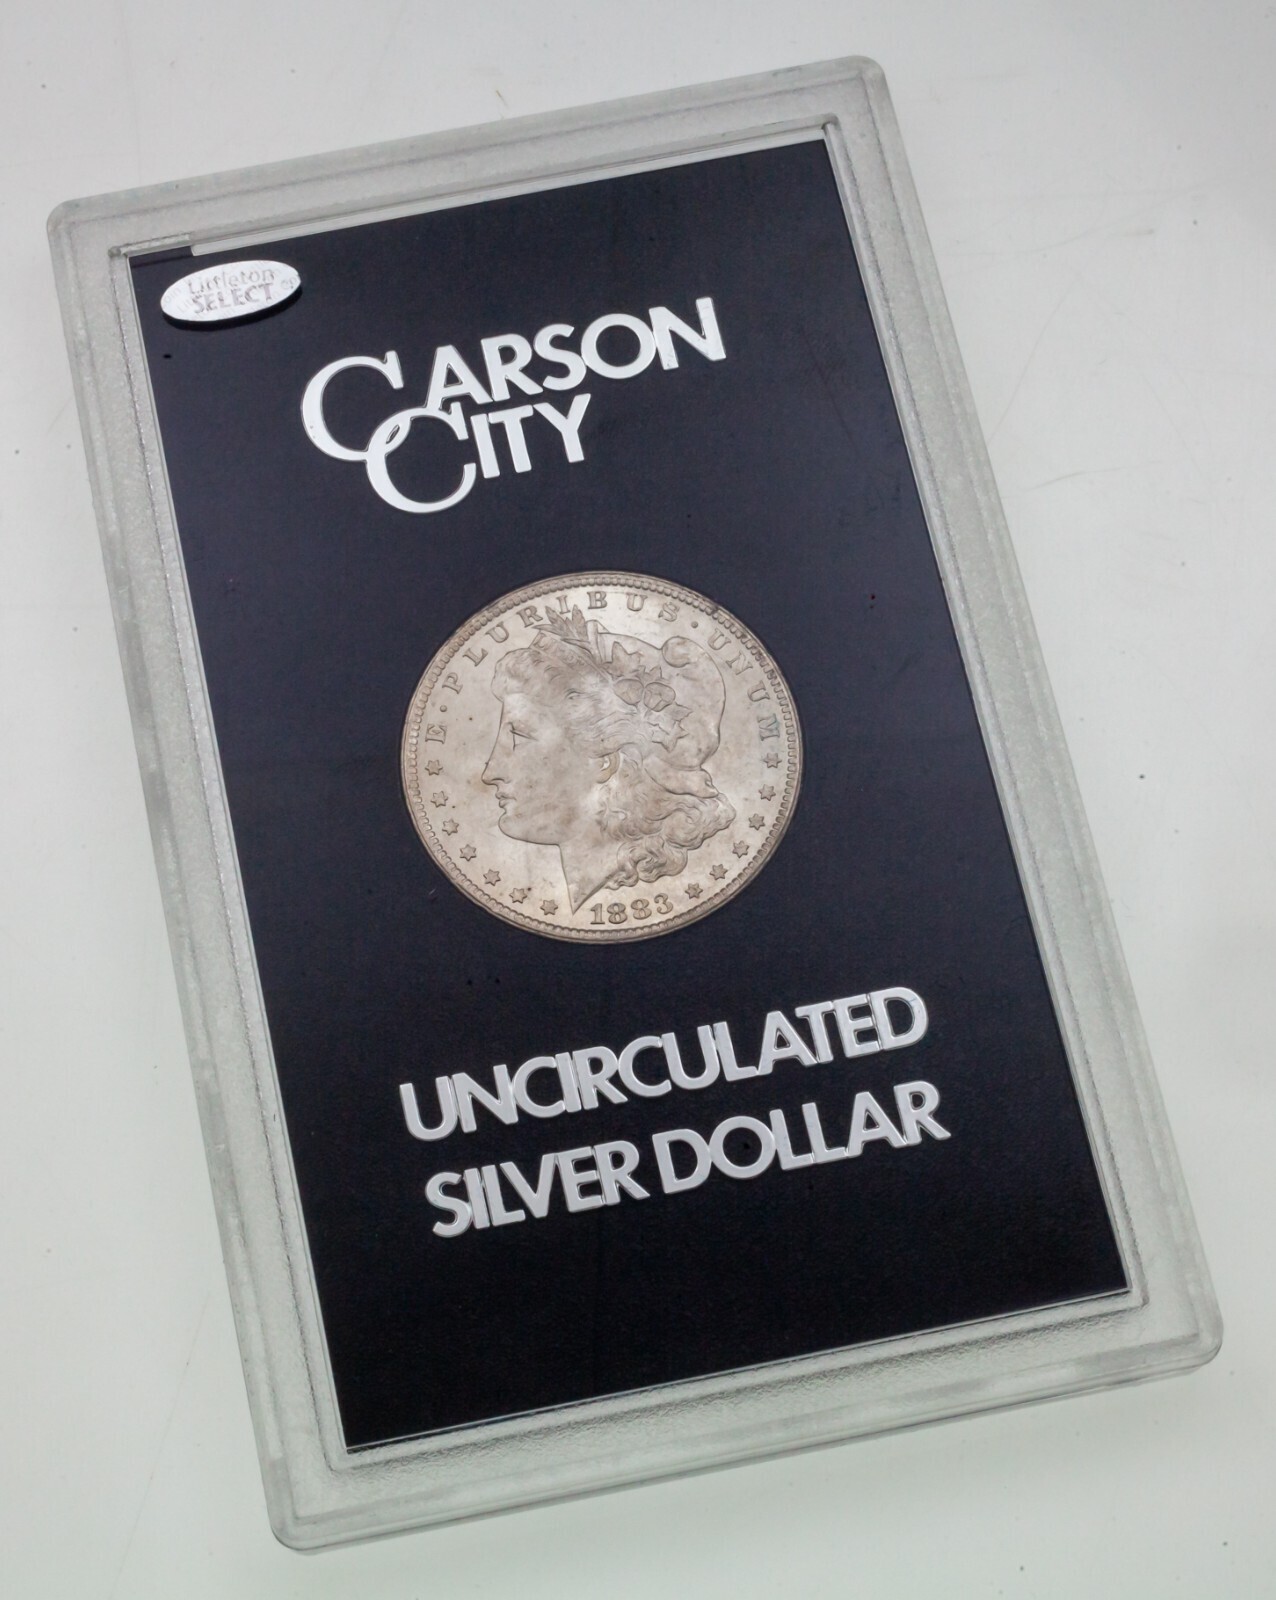 Littleton
SELECT
CARSON
CITY
E·PLURIBUS·UNUM
1883
UNCIRCULATED
SILVER DOLLAR